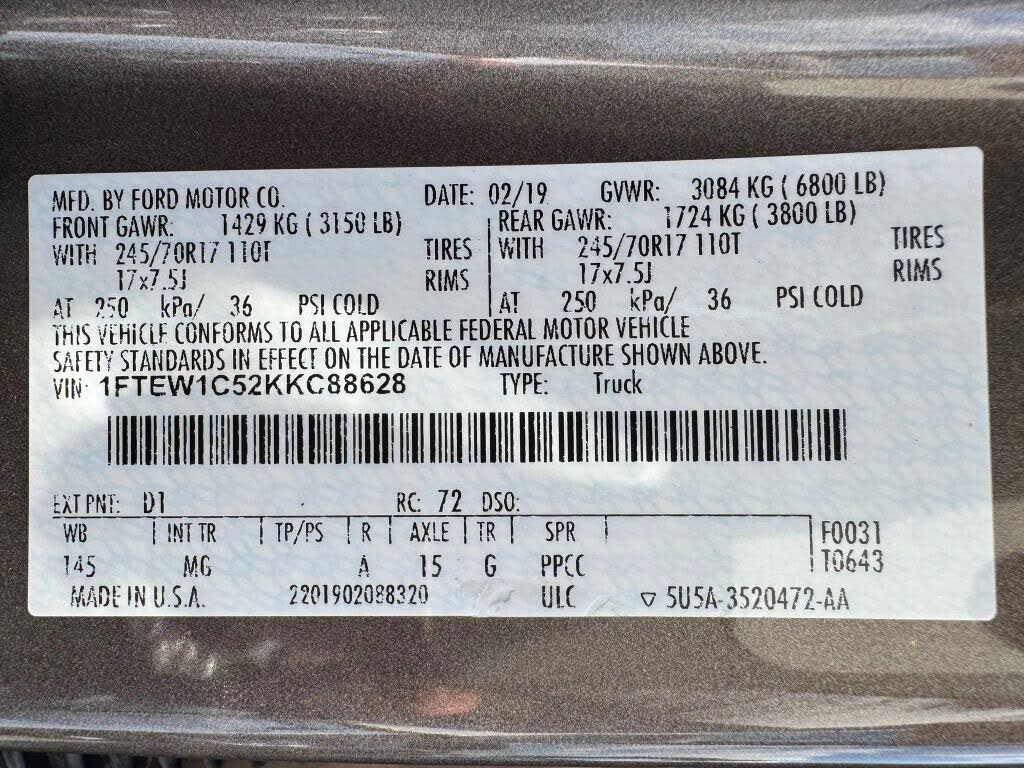 MFD. BY FORD MOTOR CO. DATE: 02/19 GVWR: 3084 KG ( 6800 LB)
FRONT GAWR: 1429 KG ( 3150 LB) REAR GAWR: 1724 KG ( 3800 LB)
WITH 245/70R17 110T TIRES WITH 245/70R17 110T TIRES
17x7.5J RIMS 17x7.5J RIMS
AT 250 kPa/ 36 PSI COLD AT 250 kPa/ 36 PSI COLD
THIS VEHICLE CONFORMS TO ALL APPLICABLE FEDERAL MOTOR VEHICLE
SAFETY STANDARDS IN EFFECT ON THE DATE OF MANUFACTURE SHOWN ABOVE.
VIN: 1FTEW1C52KKC88628 TYPE: Truck
EXT PNT: D1 RC: 72 DSO:
WB INT TR TP/PS R AXLE TR SPR F0031
145 MG A 15 G PPCC T0643
MADE IN U.S.A. 2201902088320 ULC ▽ 5U5A-3520472-AA